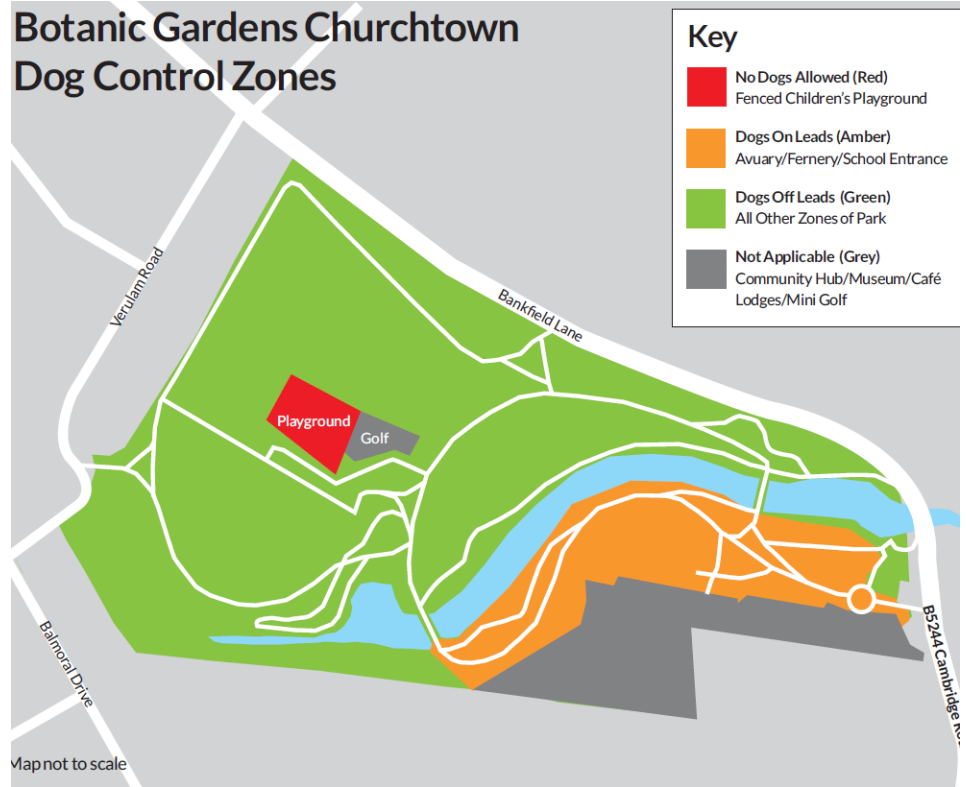 Botanic Gardens Churchtown
Dog Control Zones
Key
No Dogs Allowed (Red)
Fenced Children's Playground
Dogs On Leads (Amber)
Avuary/Fernery/School Entrance
Dogs Off Leads (Green)
All Other Zones of Park
Not Applicable (Grey)
Community Hub/Museum/Café
Lodges/Mini Golf
Verulam Road
Bankfield Lane
Playground
Golf
Balmoral Drive
B5244 Cambridge
Map not to scale